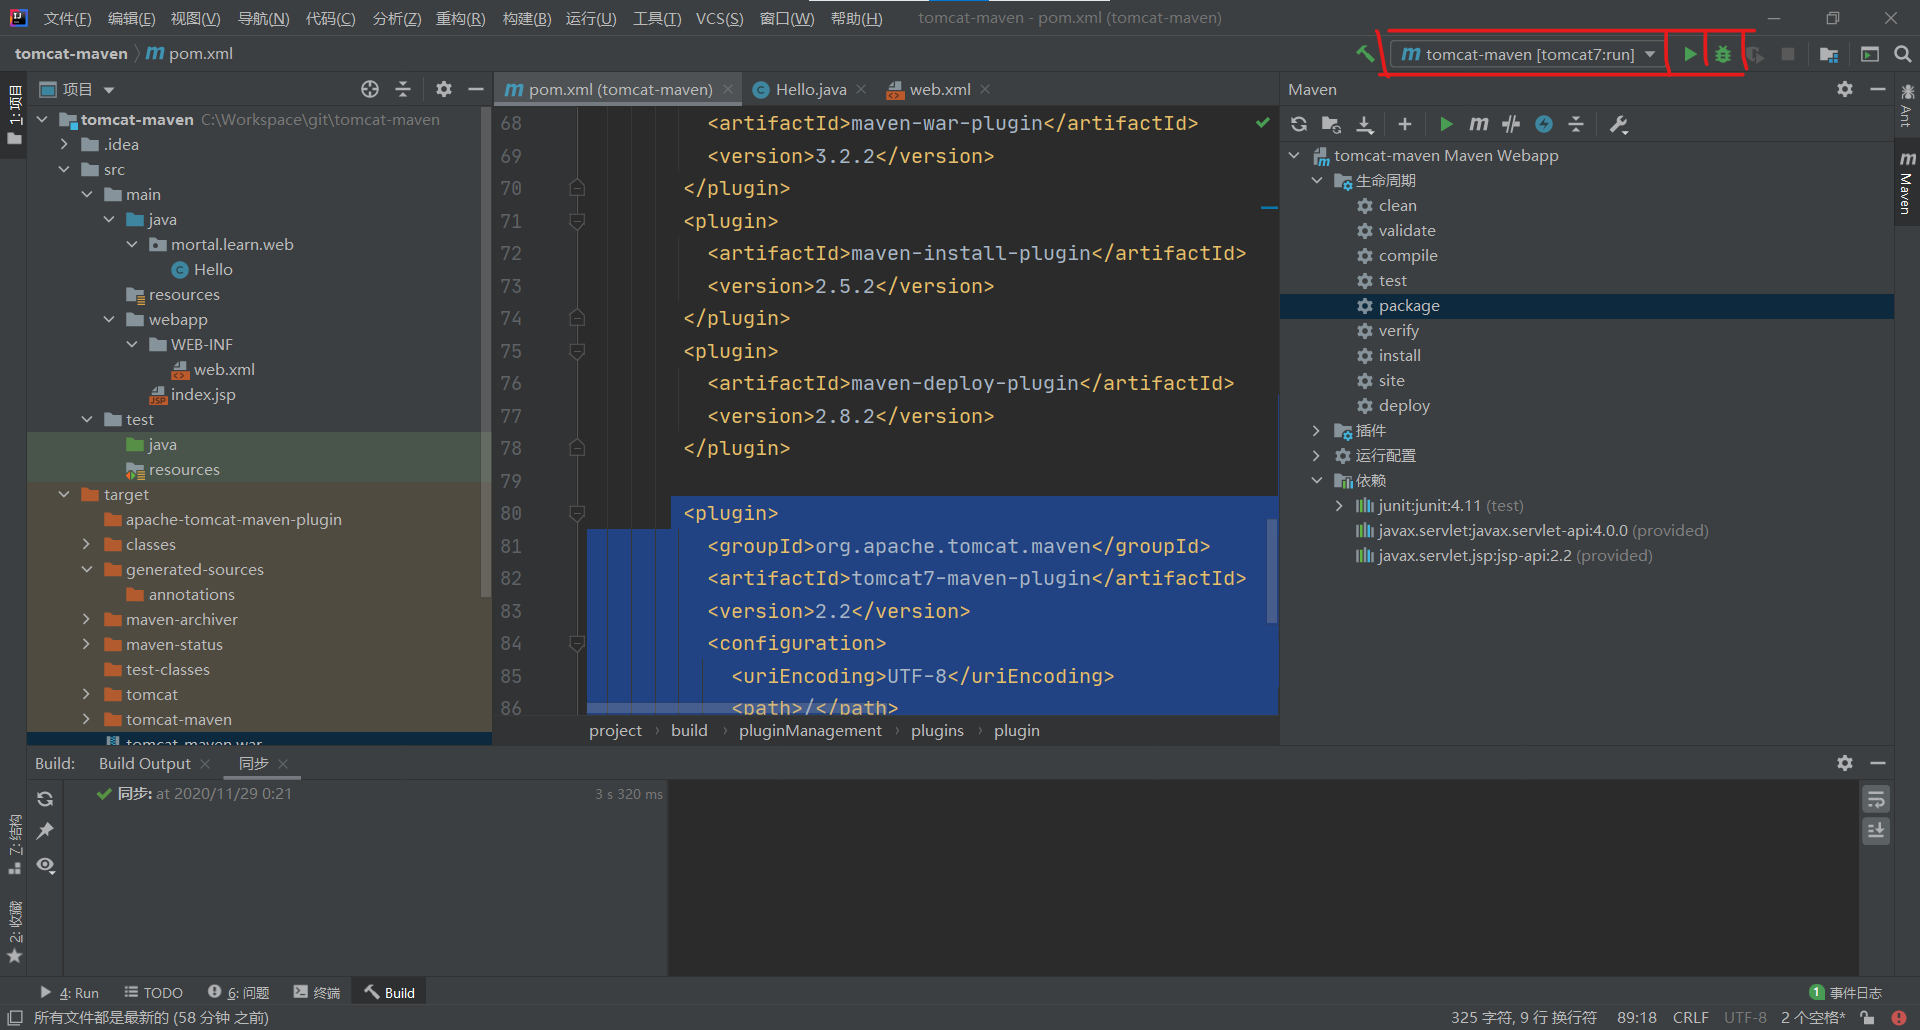 文件(F) 编辑(E) 视图(V) 导航(N) 代码(C) 分析(Z) 重构(R) 构建(B) 运行(U) 工具(T) VCS(S) 窗口(W) 帮助(H) tomcat-maven - pom.xml (tomcat-maven)
tomcat-maven pom.xml
tomcat-maven [tomcat7:run]
1: 项目
项目
tomcat-maven C:\Workspace\git\tomcat-maven
.idea
src
main
java
mortal.learn.web
Hello
resources
webapp
WEB-INF
web.xml
index.jsp
test
java
resources
target
apache-tomcat-maven-plugin
classes
generated-sources
annotations
maven-archiver
maven-status
test-classes
tomcat
tomcat-maven
tomcat-maven.war
pom.xml (tomcat-maven) Hello.java web.xml
68 <artifactId>maven-war-plugin</artifactId>
69 <version>3.2.2</version>
70 </plugin>
71 <plugin>
72 <artifactId>maven-install-plugin</artifactId>
73 <version>2.5.2</version>
74 </plugin>
75 <plugin>
76 <artifactId>maven-deploy-plugin</artifactId>
77 <version>2.8.2</version>
78 </plugin>
79
80 <plugin>
81 <groupId>org.apache.tomcat.maven</groupId>
82 <artifactId>tomcat7-maven-plugin</artifactId>
83 <version>2.2</version>
84 <configuration>
85 <uriEncoding>UTF-8</uriEncoding>
86 <path>/</path>
project build pluginManagement plugins plugin
Maven
tomcat-maven Maven Webapp
生命周期
clean
validate
compile
test
package
verify
install
site
deploy
插件
运行配置
依赖
junit:junit:4.11 (test)
javax.servlet:javax.servlet-api:4.0.0 (provided)
javax.servlet.jsp:jsp-api:2.2 (provided)
Ant
Maven
Build: Build Output 同步
同步: at 2020/11/29 0:21 3 s 320 ms
Z: 结构
2: 收藏
4: Run TODO 6: 问题 终端 Build
1 事件日志
所有文件都是最新的 (58 分钟 之前) 325 字符, 9 行 换行符 89:18 CRLF UTF-8 2 个空格*